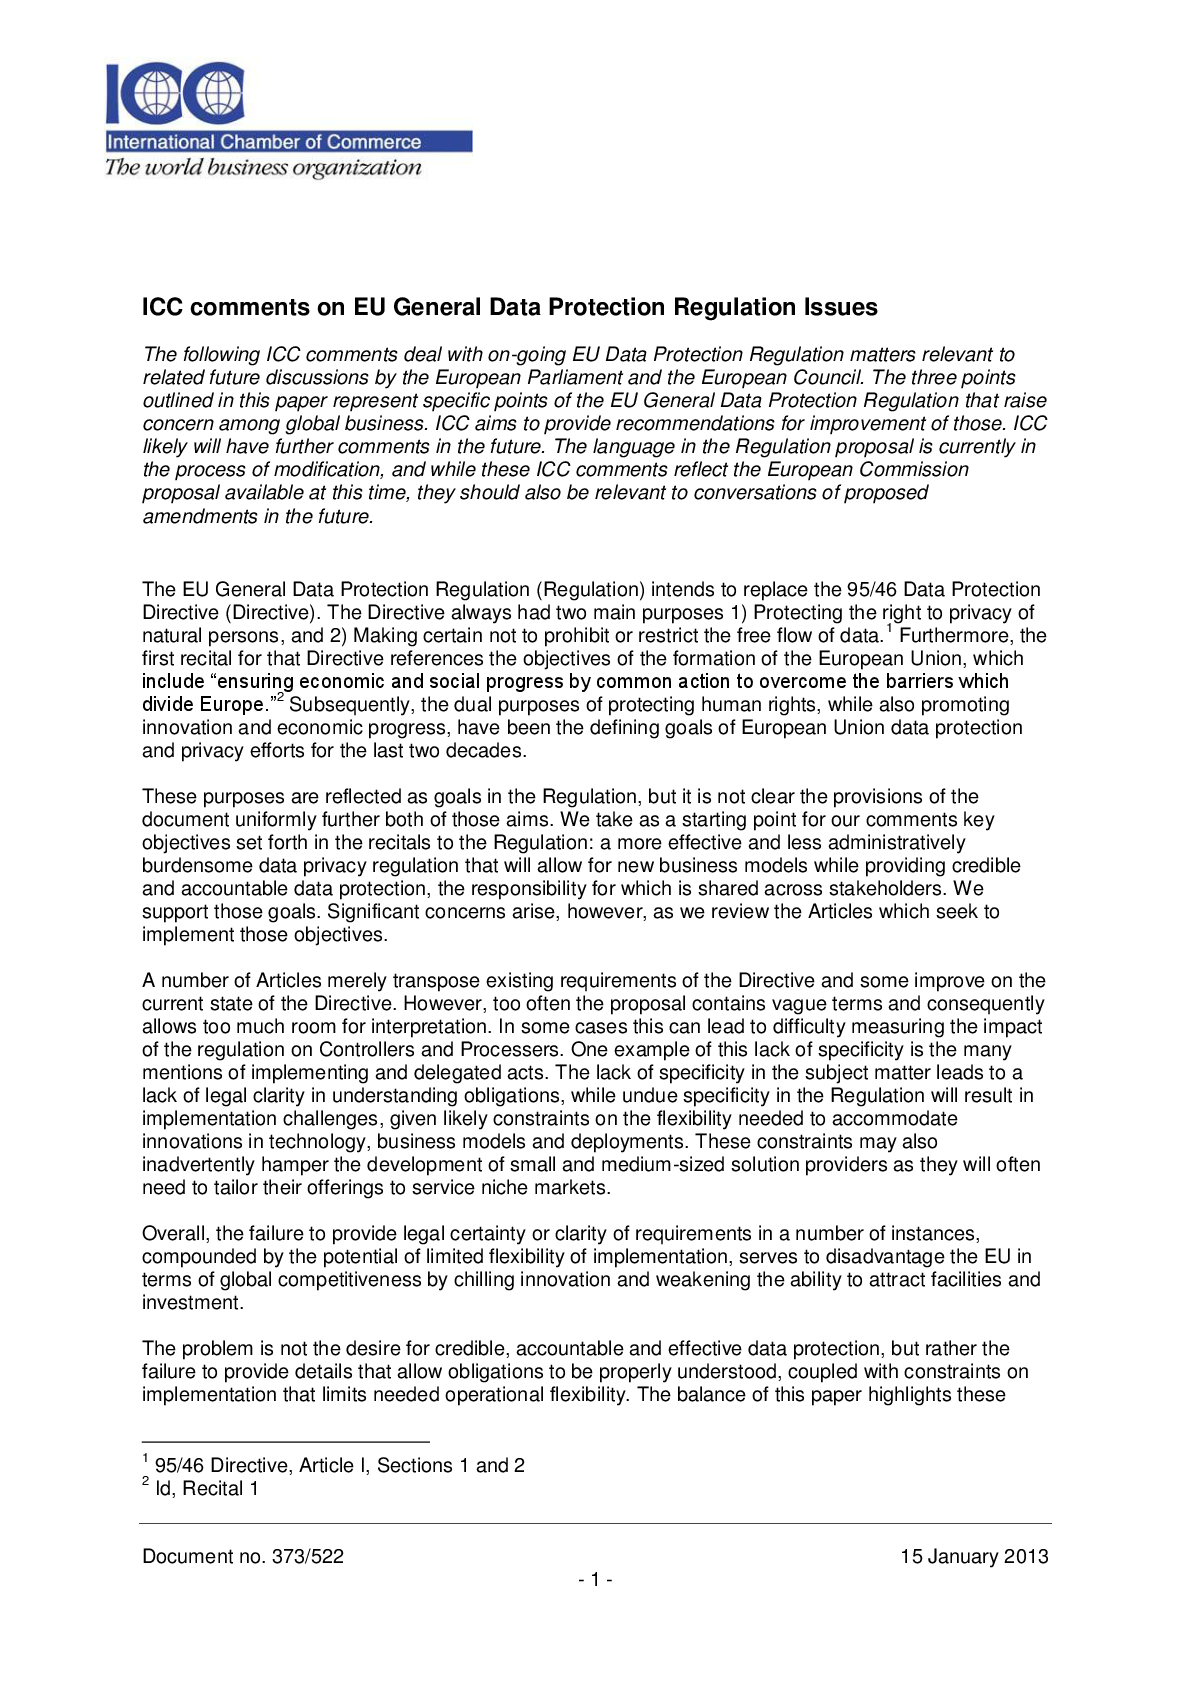 ICC
International Chamber of Commerce
The world business organization
ICC comments on EU General Data Protection Regulation Issues
The following ICC comments deal with on-going EU Data Protection Regulation matters relevant to
related future discussions by the European Parliament and the European Council. The three points
outlined in this paper represent specific points of the EU General Data Protection Regulation that raise
concern among global business. ICC aims to provide recommendations for improvement of those. ICC
likely will have further comments in the future. The language in the Regulation proposal is currently in
the process of modification, and while these ICC comments reflect the European Commission
proposal available at this time, they should also be relevant to conversations of proposed
amendments in the future.
The EU General Data Protection Regulation (Regulation) intends to replace the 95/46 Data Protection
Directive (Directive). The Directive always had two main purposes 1) Protecting the right to privacy of
natural persons, and 2) Making certain not to prohibit or restrict the free flow of data.1 Furthermore, the
first recital for that Directive references the objectives of the formation of the European Union, which
include “ensuring economic and social progress by common action to overcome the barriers which
divide Europe.”2 Subsequently, the dual purposes of protecting human rights, while also promoting
innovation and economic progress, have been the defining goals of European Union data protection
and privacy efforts for the last two decades.
These purposes are reflected as goals in the Regulation, but it is not clear the provisions of the
document uniformly further both of those aims. We take as a starting point for our comments key
objectives set forth in the recitals to the Regulation: a more effective and less administratively
burdensome data privacy regulation that will allow for new business models while providing credible
and accountable data protection, the responsibility for which is shared across stakeholders. We
support those goals. Significant concerns arise, however, as we review the Articles which seek to
implement those objectives.
A number of Articles merely transpose existing requirements of the Directive and some improve on the
current state of the Directive. However, too often the proposal contains vague terms and consequently
allows too much room for interpretation. In some cases this can lead to difficulty measuring the impact
of the regulation on Controllers and Processers. One example of this lack of specificity is the many
mentions of implementing and delegated acts. The lack of specificity in the subject matter leads to a
lack of legal clarity in understanding obligations, while undue specificity in the Regulation will result in
implementation challenges, given likely constraints on the flexibility needed to accommodate
innovations in technology, business models and deployments. These constraints may also
inadvertently hamper the development of small and medium-sized solution providers as they will often
need to tailor their offerings to service niche markets.
Overall, the failure to provide legal certainty or clarity of requirements in a number of instances,
compounded by the potential of limited flexibility of implementation, serves to disadvantage the EU in
terms of global competitiveness by chilling innovation and weakening the ability to attract facilities and
investment.
The problem is not the desire for credible, accountable and effective data protection, but rather the
failure to provide details that allow obligations to be properly understood, coupled with constraints on
implementation that limits needed operational flexibility. The balance of this paper highlights these
1 95/46 Directive, Article I, Sections 1 and 2
2 Id, Recital 1
Document no. 373/522 15 January 2013
- 1 -